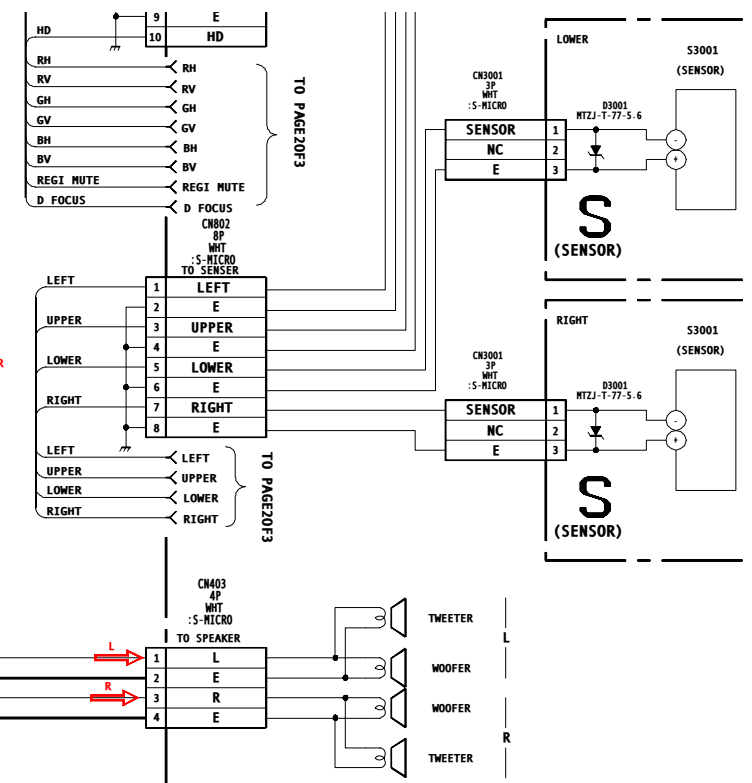 9 E
HD
10 HD
RH
RV
GH
GV
BH
BV
REGI MUTE
D FOCUS
RH
RV
GH
GV
BH
BV
REGI MUTE
D FOCUS
TO PAGE2OF3
CN802
8P
WHT
:S-MICRO
TO SENSER
LEFT
UPPER
LOWER
RIGHT
1 LEFT
2 E
3 UPPER
4 E
5 LOWER
6 E
7 RIGHT
8 E
R
LEFT
UPPER
LOWER
RIGHT
LEFT
UPPER
LOWER
RIGHT
TO PAGE2OF3
LOWER
S3001
(SENSOR)
CN3001
3P
WHT
:S-MICRO
D3001
MTZJ-T-77-5.6
SENSOR 1
NC 2
E 3
-
+
S
(SENSOR)
RIGHT
S3001
(SENSOR)
CN3001
3P
WHT
:S-MICRO
D3001
MTZJ-T-77-5.6
SENSOR 1
NC 2
E 3
-
+
S
(SENSOR)
CN403
4P
WHT
:S-MICRO
TO SPEAKER
L
R
1 L
2 E
3 R
4 E
TWEETER
L
WOOFER
WOOFER
R
TWEETER